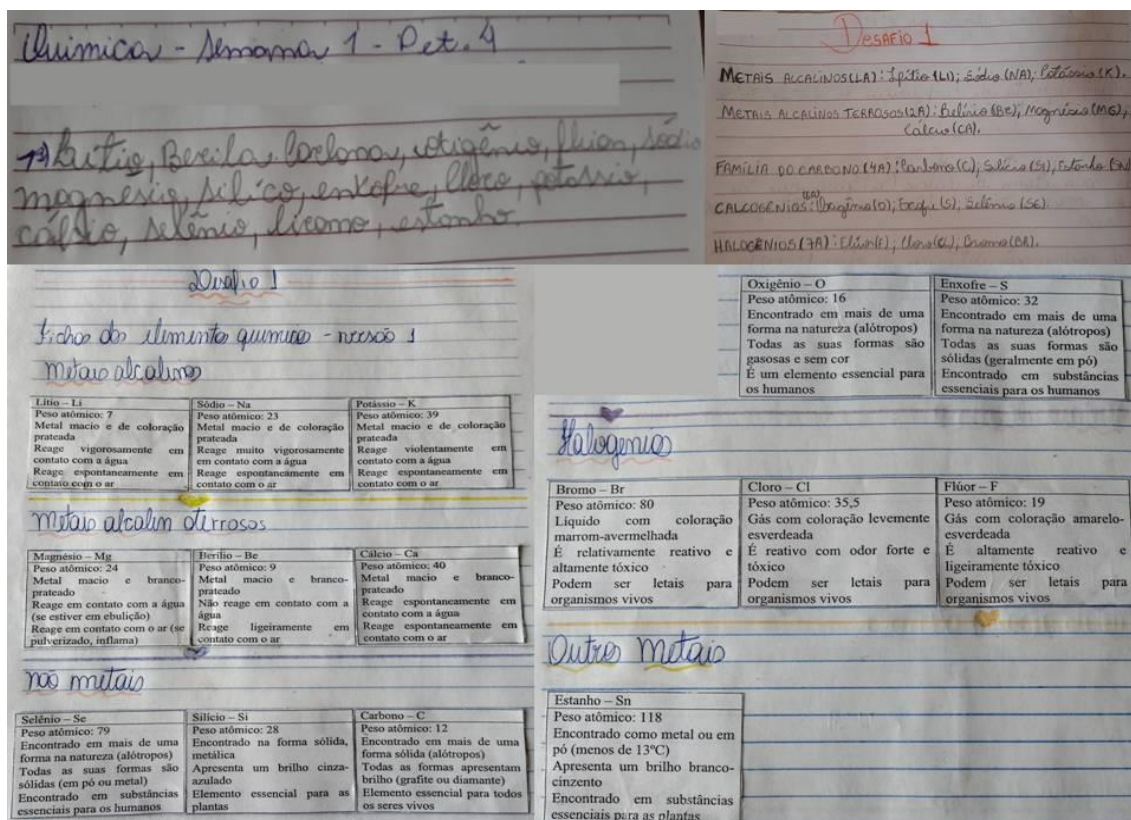 Química - Semana 1 - Pet. 4
1ª) Lítio, Berilo, Carbono, oxigênio, flúor, sódio
magnésio, silíco, enxofre, Cloro, potássio,
cálcio, selênio, bromo, estanho.
DESAFIO 1
METAIS ALCALINOS(1A): Lítio (LI); Sódio (NA); Potássio (K).
METAIS ALCALINOS TERROSOS(2A): Berílio (BE); Magnésio (MG);
Cálcio (CA).
FAMÍLIA DO CARBONO (4A): Carbono (C); Silício (SI); Estanho (SN)
(6A)
CALCOGÊNIOS: Oxigênio (O); Enxofre (S); Selênio (SE).
HALOGÊNIOS (7A): Flúor (F); Cloro (CL); Bromo (BR).
Desafio 1
Fichas dos elementos químicos - versão 1
Metais alcalinos
Lítio – Li
Peso atômico: 7
Metal macio e de coloração
prateada
Reage vigorosamente em
contato com a água
Reage espontaneamente em
contato com o ar
Sódio – Na
Peso atômico: 23
Metal macio e de coloração
prateada
Reage muito vigorosamente
em contato com a água
Reage espontaneamente em
contato com o ar
Potássio – K
Peso atômico: 39
Metal macio e de coloração
prateada
Reage violentamente em
contato com a água
Reage espontaneamente em
contato com o ar
Metais alcalin oterrosos
Magnésio – Mg
Peso atômico: 24
Metal macio e branco-
prateado
Reage em contato com a água
(se estiver em ebulição)
Reage em contato com o ar (se
pulverizado, inflama)
Berílio – Be
Peso atômico: 9
Metal macio e branco-
prateado
Não reage em contato com a
água
Reage ligeiramente em
contato com o ar
Cálcio – Ca
Peso atômico: 40
Metal macio e branco-
prateado
Reage espontaneamente em
contato com a água
Reage espontaneamente em
contato com o ar
não metais
Selênio – Se
Peso atômico: 79
Encontrado em mais de uma
forma na natureza (alótropos)
Todas as suas formas são
sólidas (em pó ou metal)
Encontrado em substâncias
essenciais para os humanos
Silício – Si
Peso atômico: 28
Encontrado na forma sólida,
metálica
Apresenta um brilho cinza-
azulado
Elemento essencial para as
plantas
Carbono – C
Peso atômico: 12
Encontrado em mais de uma
forma sólida (alótropos)
Todas as formas apresentam
brilho (grafite ou diamante)
Elemento essencial para todos
os seres vivos
Oxigênio – O
Peso atômico: 16
Encontrado em mais de uma
forma na natureza (alótropos)
Todas as suas formas são
gasosas e sem cor
É um elemento essencial para
os humanos
Enxofre – S
Peso atômico: 32
Encontrado em mais de uma
forma na natureza (alótropos)
Todas as suas formas são
sólidas (geralmente em pó)
Encontrado em substâncias
essenciais para os humanos
Halogenios
Bromo – Br
Peso atômico: 80
Líquido com coloração
marrom-avermelhada
É relativamente reativo e
altamente tóxico
Podem ser letais para
organismos vivos
Cloro – Cl
Peso atômico: 35,5
Gás com coloração levemente
esverdeada
É reativo com odor forte e
tóxico
Podem ser letais para
organismos vivos
Flúor – F
Peso atômico: 19
Gás com coloração amarelo-
esverdeada
É altamente reativo e
ligeiramente tóxico
Podem ser letais para
organismos vivos
Outros Metais
Estanho – Sn
Peso atômico: 118
Encontrado como metal ou em
pó (menos de 13ºC)
Apresenta um brilho branco-
cinzento
Encontrado em substâncias
essenciais para as plantas